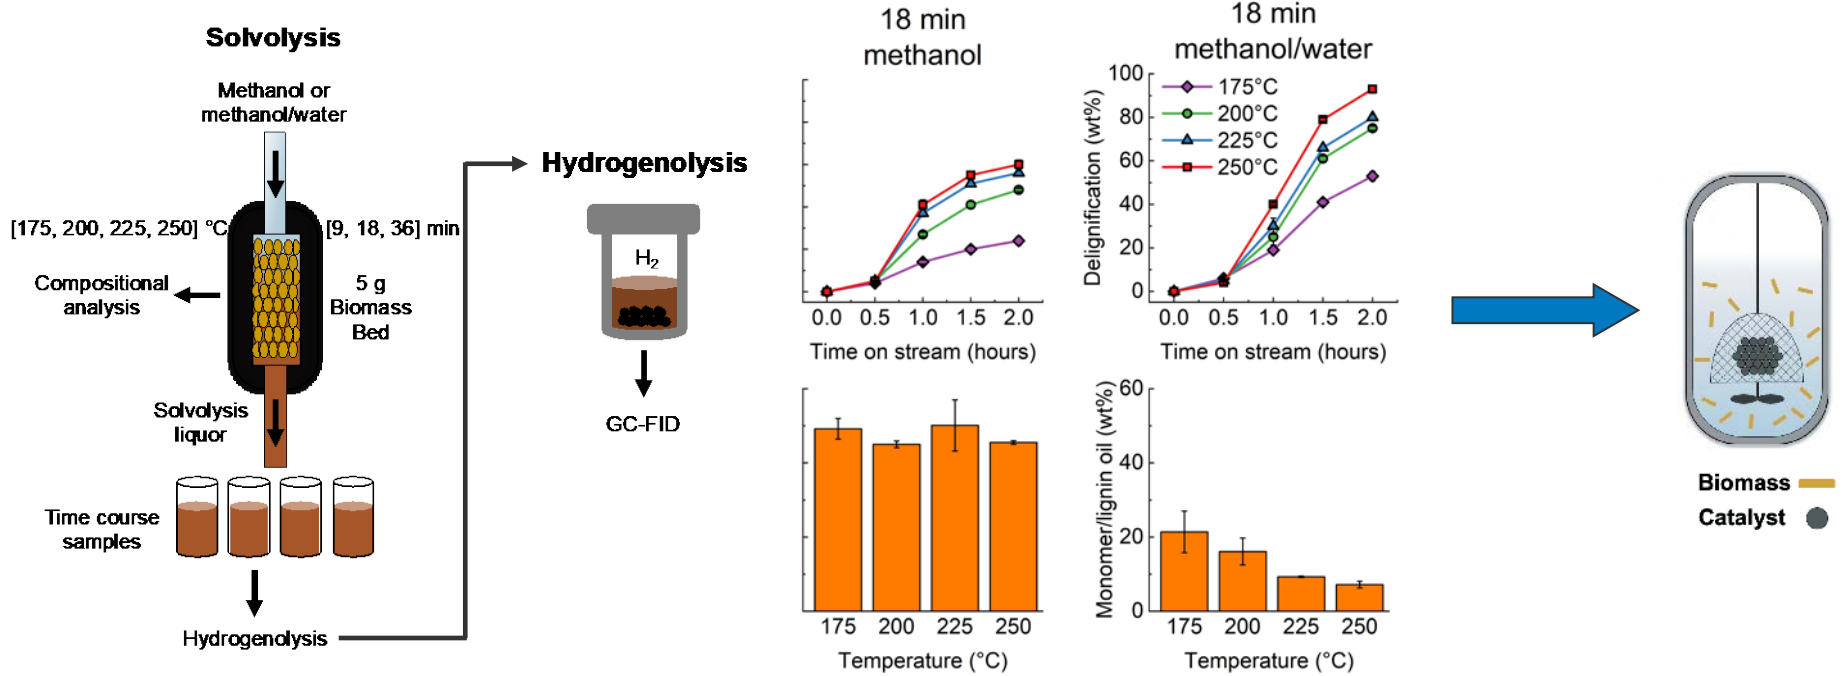 Solvolysis
Methanol or
methanol/water
[175, 200, 225, 250] °C
[9, 18, 36] min
Compositional
analysis
5 g
Biomass
Bed
Solvolysis
liquor
Time course
samples
Hydrogenolysis
Hydrogenolysis
H2
GC-FID
18 min
methanol
0.0 0.5 1.0 1.5 2.0
Time on stream (hours)
18 min
methanol/water
Delignification (wt%)
100
80
60
40
20
0
175°C
200°C
225°C
250°C
0.0 0.5 1.0 1.5 2.0
Time on stream (hours)
175 200 225 250
Temperature (°C)
Monomer/lignin oil (wt%)
60
40
20
0
175 200 225 250
Temperature (°C)
Biomass
Catalyst